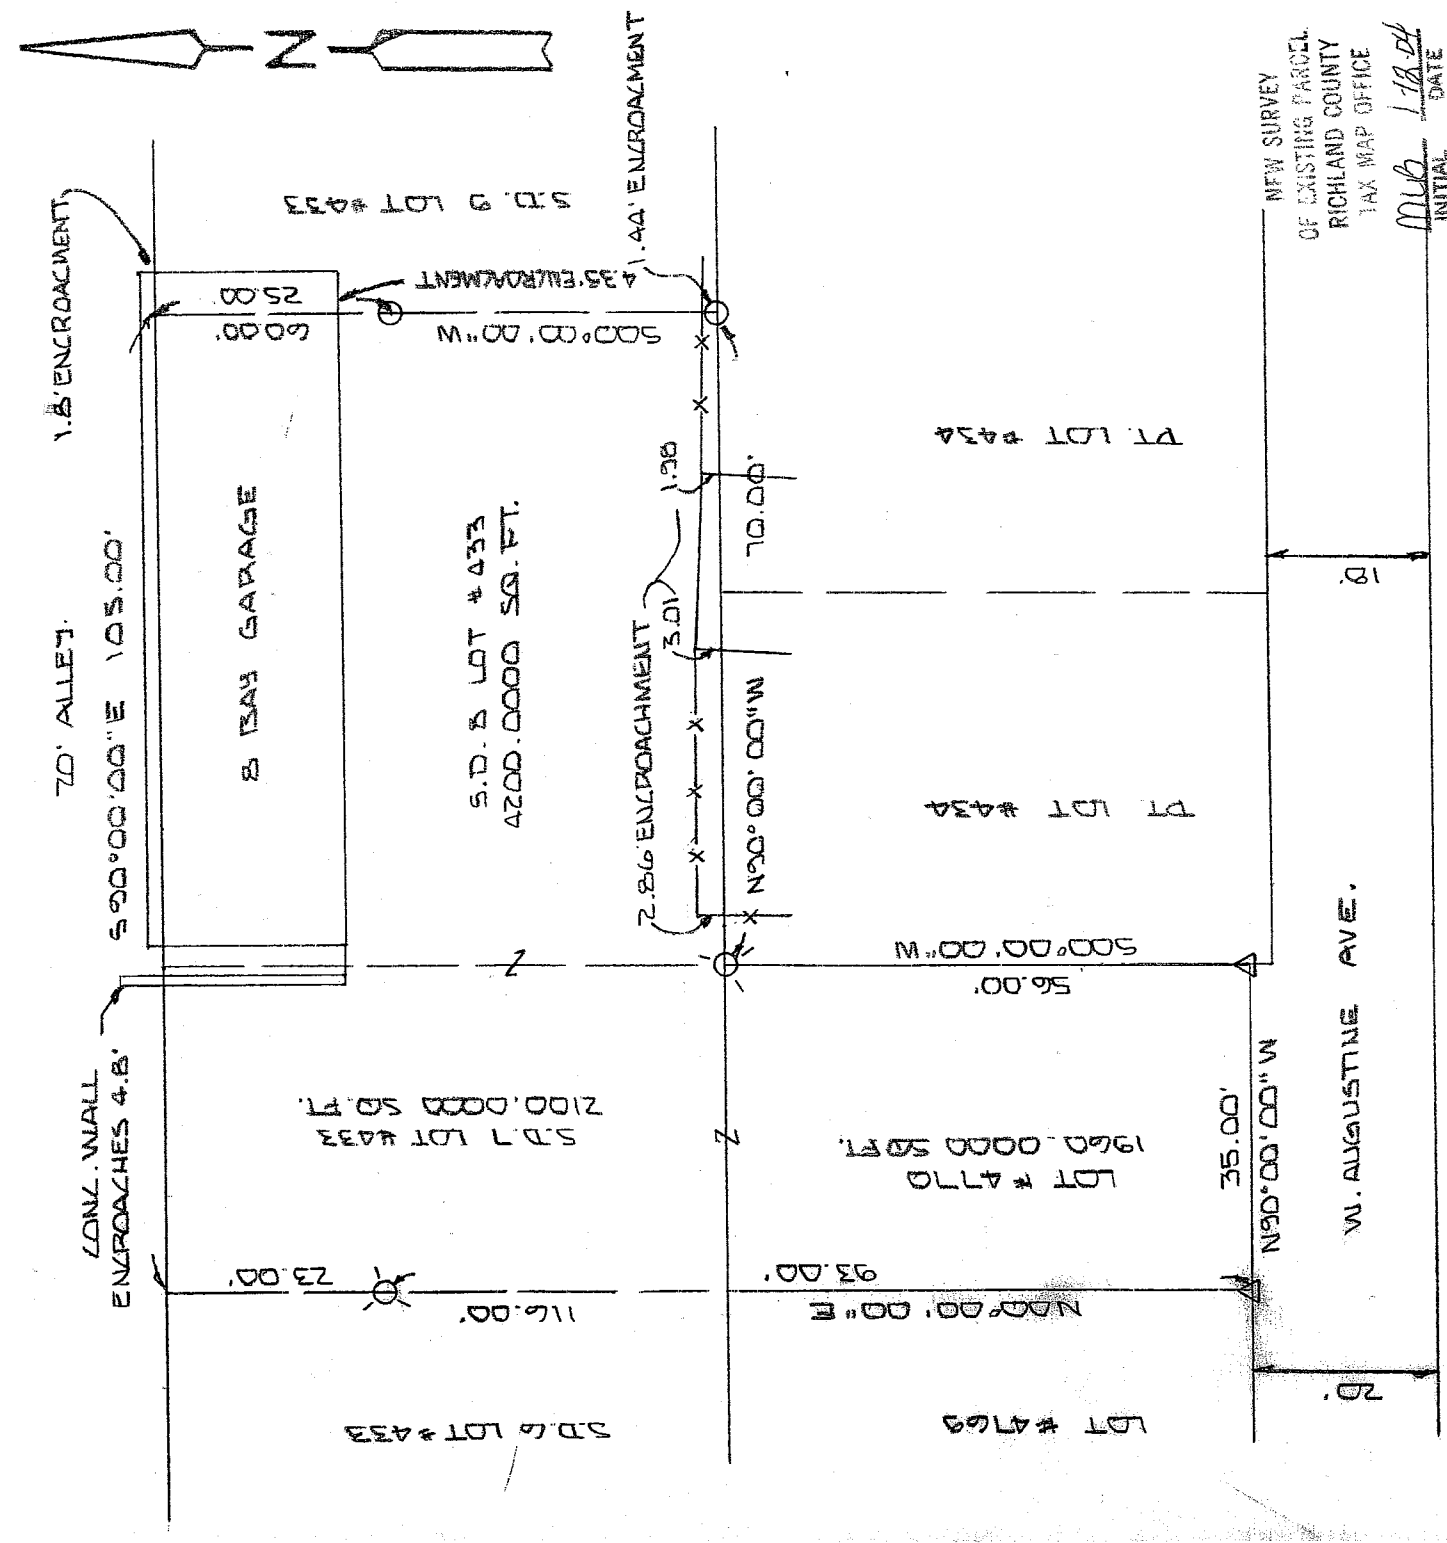 N
1.8' ENCROACMENT
S.D. 9 LOT #433
1.44' ENCROACMENT
4.35' ENCROACMENT
25.00
60.00'
S00°00'00"W
20' ALLEY.
S90°00'00"E 105.00'
8 BAY GARAGE
S.D. 8 LOT #433
4200.0000 SQ. FT.
1.98
3.01
2.86' ENCROACHMENT
70.00'
N90°00'00"W
PT. LOT #434
PT. LOT #434
18'
S00°00'00"W
56.00'
CONC. WALL
ENCROACHES 4.8'
S.D. 7 LOT #433
2100.0000 SQ. FT.
LOT #4770
1960.0000 SQ FT.
35.00'
N90°00'00"W
W. AUGUSTINE AVE.
23.00'
116.00'
93.00'
N00°00'00"E
20'
S.D. 6 LOT #433
LOT #4769
NEW SURVEY
OF EXISTING PARCEL
RICHLAND COUNTY
TAX MAP OFFICE
INITIAL DATE